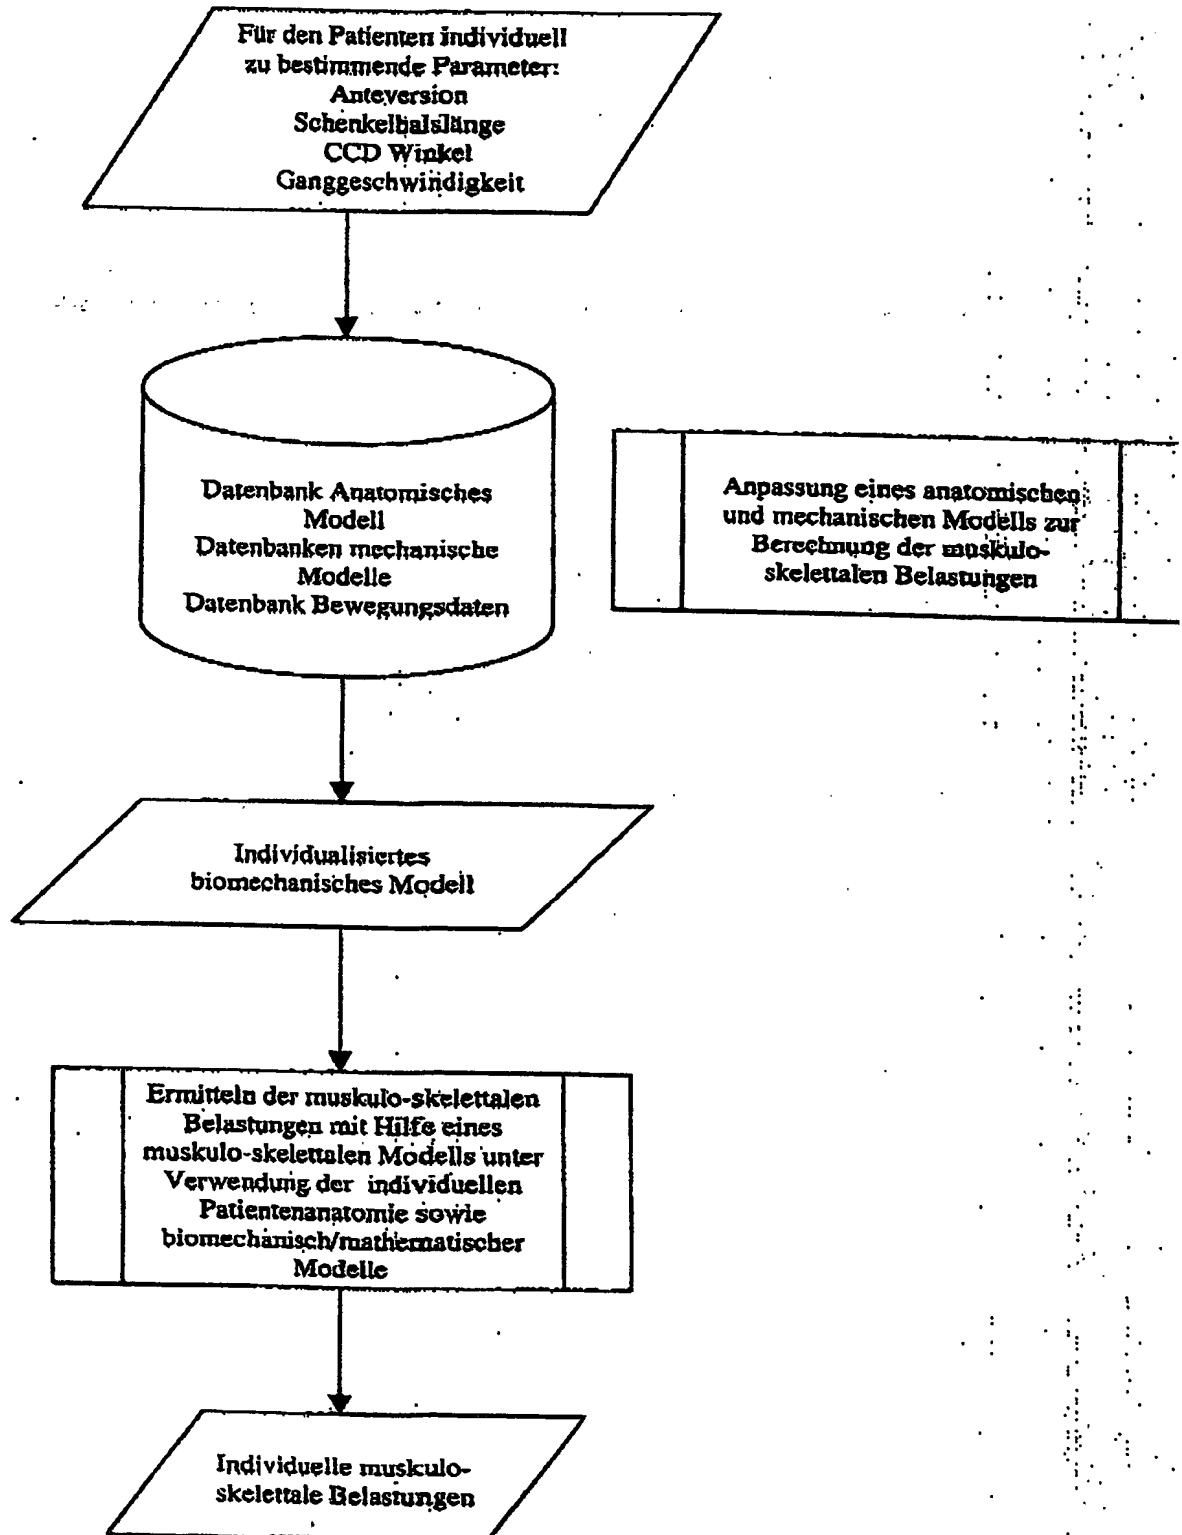 Für den Patienten individuell
zu bestimmende Parameter:
Anteversion
Schenkelhalslänge
CCD Winkel
Ganggeschwindigkeit
Datenbank Anatomisches
Modell
Datenbanken mechanische
Modelle
Datenbank Bewegungsdaten
Anpassung eines anatomischen
und mechanischen Modells zur
Berechnung der muskulo-
skelettalen Belastungen
Individualisiertes
biomechanisches Modell
Ermitteln der muskulo-skelettalen
Belastungen mit Hilfe eines
muskulo-skelettalen Modells unter
Verwendung der individuellen
Patientenanatomie sowie
biomechanisch/mathematischer
Modelle
Individuelle muskulo-
skelettale Belastungen